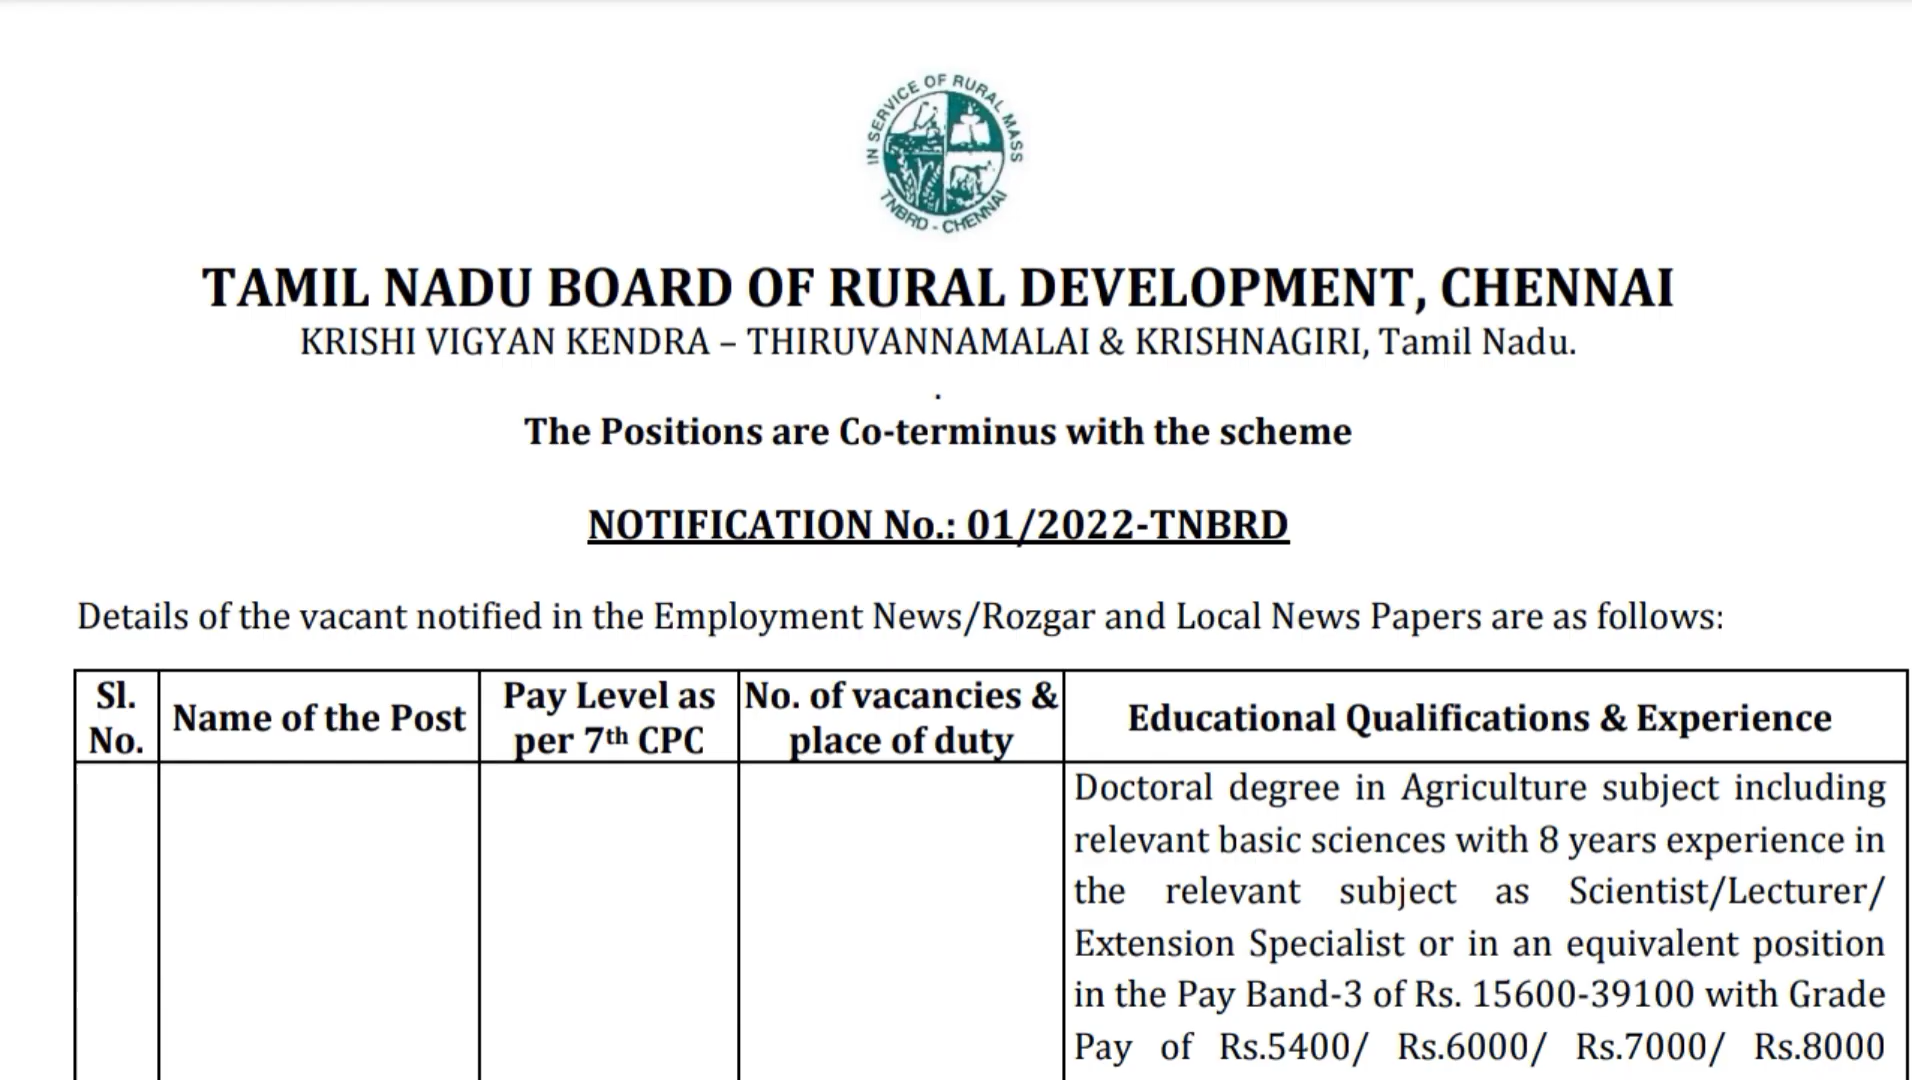 IN SERVICE OF RURAL MASS
TNBRD - CHENNAI
TAMIL NADU BOARD OF RURAL DEVELOPMENT, CHENNAI
KRISHI VIGYAN KENDRA – THIRUVANNAMALAI & KRISHNAGIRI, Tamil Nadu.
.
The Positions are Co-terminus with the scheme
NOTIFICATION No.: 01/2022-TNBRD
Details of the vacant notified in the Employment News/Rozgar and Local News Papers are as follows:
Sl.
No.
Name of the Post
Pay Level as
per 7th CPC
No. of vacancies &
place of duty
Educational Qualifications & Experience
Doctoral degree in Agriculture subject including
relevant basic sciences with 8 years experience in
the relevant subject as Scientist/Lecturer/
Extension Specialist or in an equivalent position
in the Pay Band-3 of Rs. 15600-39100 with Grade
Pay of Rs.5400/ Rs.6000/ Rs.7000/ Rs.8000